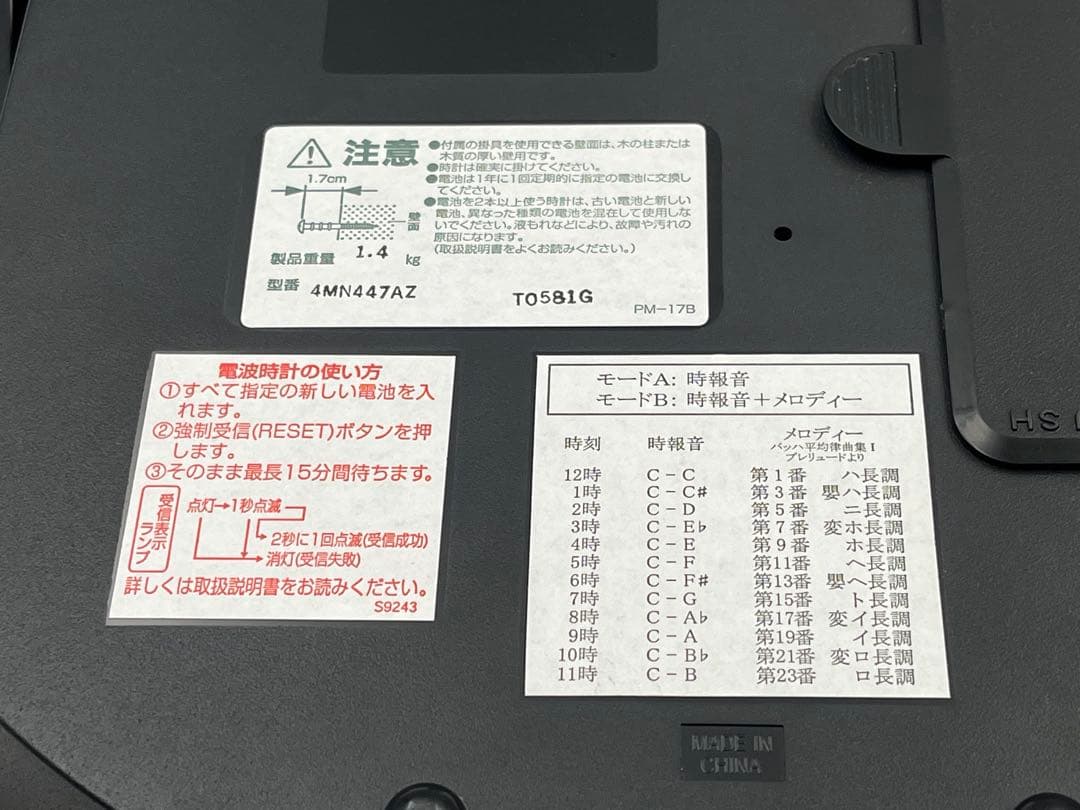 注意
1.7cm
壁面
製品重量 1.4 kg
型番 4MN447AZ T0581G
●付属の掛具を使用できる壁面は、木の柱または
木質の厚い壁用です。
●時計は確実に掛けてください。
●電池は1年に1回定期的に指定の電池に交換し
てください。
●電池を2本以上使う時計は、古い電池と新しい
電池、異なった種類の電池を混在して使用しな
いでください。液もれなどにより、故障や汚れの
原因になります。
(取扱説明書をよくお読みください。)
PM-17B
電波時計の使い方
①すべて指定の新しい電池を入
れます。
②強制受信(RESET)ボタンを押
します。
③そのまま最長15分間待ちます。
受信表示
ランプ
点灯→1秒点滅
2秒に1回点滅(受信成功)
消灯(受信失敗)
詳しくは取扱説明書をお読みください。
S9243
モードA: 時報音
モードB: 時報音+メロディー
時刻 時報音 メロディー
バッハ平均律曲集 I
プレリュードより
12時 C-C 第1番 ハ長調
1時 C-C♯ 第3番 嬰ハ長調
2時 C-D 第5番 ニ長調
3時 C-E♭ 第7番 変ホ長調
4時 C-E 第9番 ホ長調
5時 C-F 第11番 ヘ長調
6時 C-F♯ 第13番 嬰ヘ長調
7時 C-G 第15番 ト長調
8時 C-A♭ 第17番 変イ長調
9時 C-A 第19番 イ長調
10時 C-B♭ 第21番 変ロ長調
11時 C-B 第23番 ロ長調
HS
MADE IN
CHINA